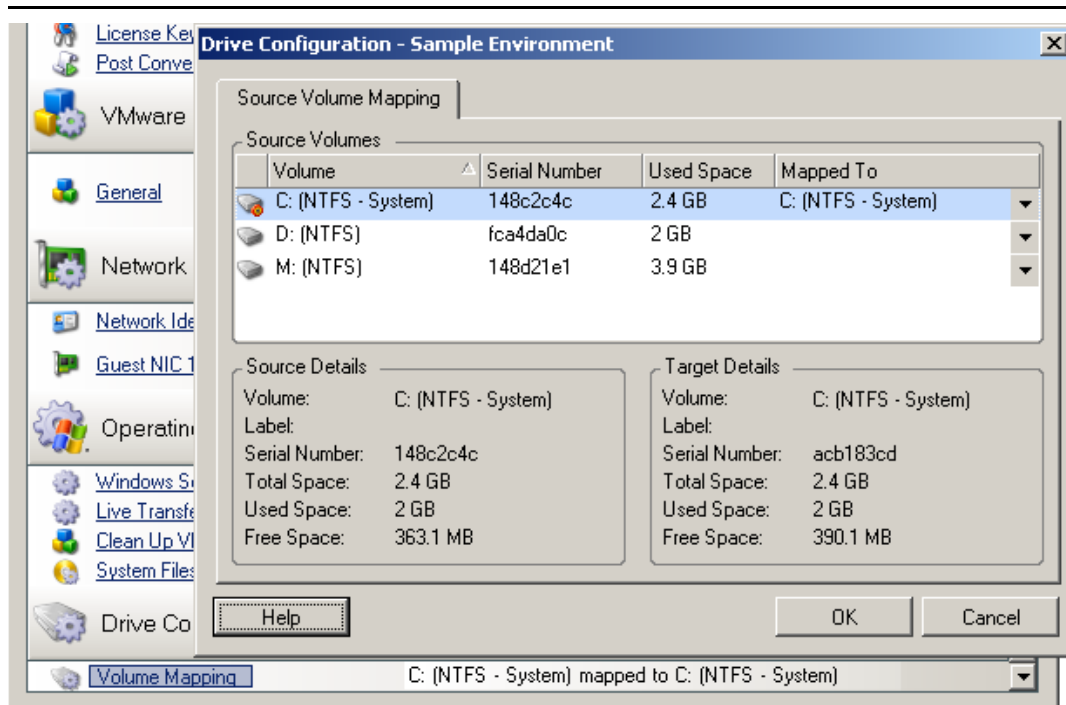 License Key
Post Conve
VMware
General
Network
Network Ide
Guest NIC 1
Operatin
Windows Se
Live Transfe
Clean Up VI
System Files
Drive Co
Volume Mapping
C: (NTFS - System) mapped to C: (NTFS - System)
Drive Configuration - Sample Environment
Source Volume Mapping
Source Volumes
Volume Serial Number Used Space Mapped To
C: (NTFS - System) 148c2c4c 2.4 GB C: (NTFS - System)
D: (NTFS) fca4da0c 2 GB
M: (NTFS) 148d21e1 3.9 GB
Source Details
Volume: C: (NTFS - System)
Label:
Serial Number: 148c2c4c
Total Space: 2.4 GB
Used Space: 2 GB
Free Space: 363.1 MB
Target Details
Volume: C: (NTFS - System)
Label:
Serial Number: acb183cd
Total Space: 2.4 GB
Used Space: 2 GB
Free Space: 390.1 MB
Help
OK
Cancel